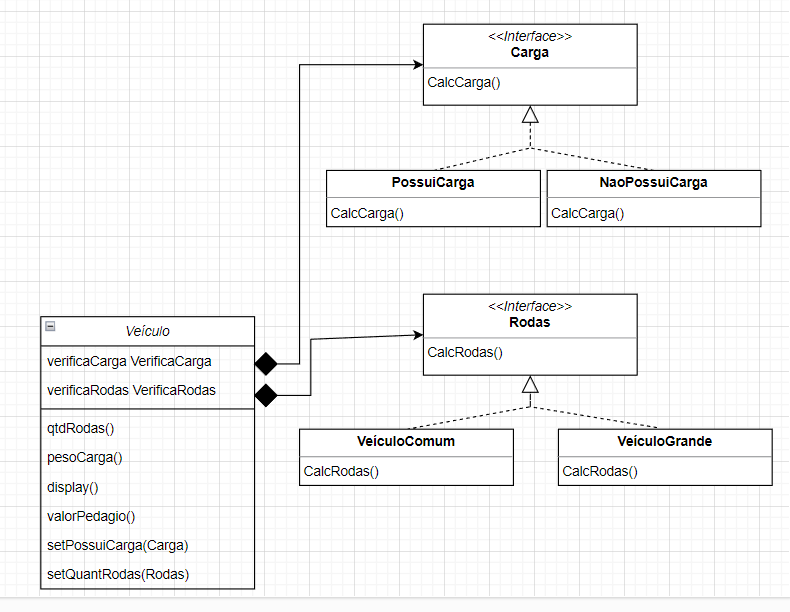 <<Interface>>
Carga
CalcCarga()
PossuiCarga
CalcCarga()
NaoPossuiCarga
CalcCarga()
<<Interface>>
Rodas
CalcRodas()
VeículoComum
CalcRodas()
VeículoGrande
CalcRodas()
Veículo
verificaCarga VerificaCarga
verificaRodas VerificaRodas
qtdRodas()
pesoCarga()
display()
valorPedagio()
setPossuiCarga(Carga)
setQuantRodas(Rodas)